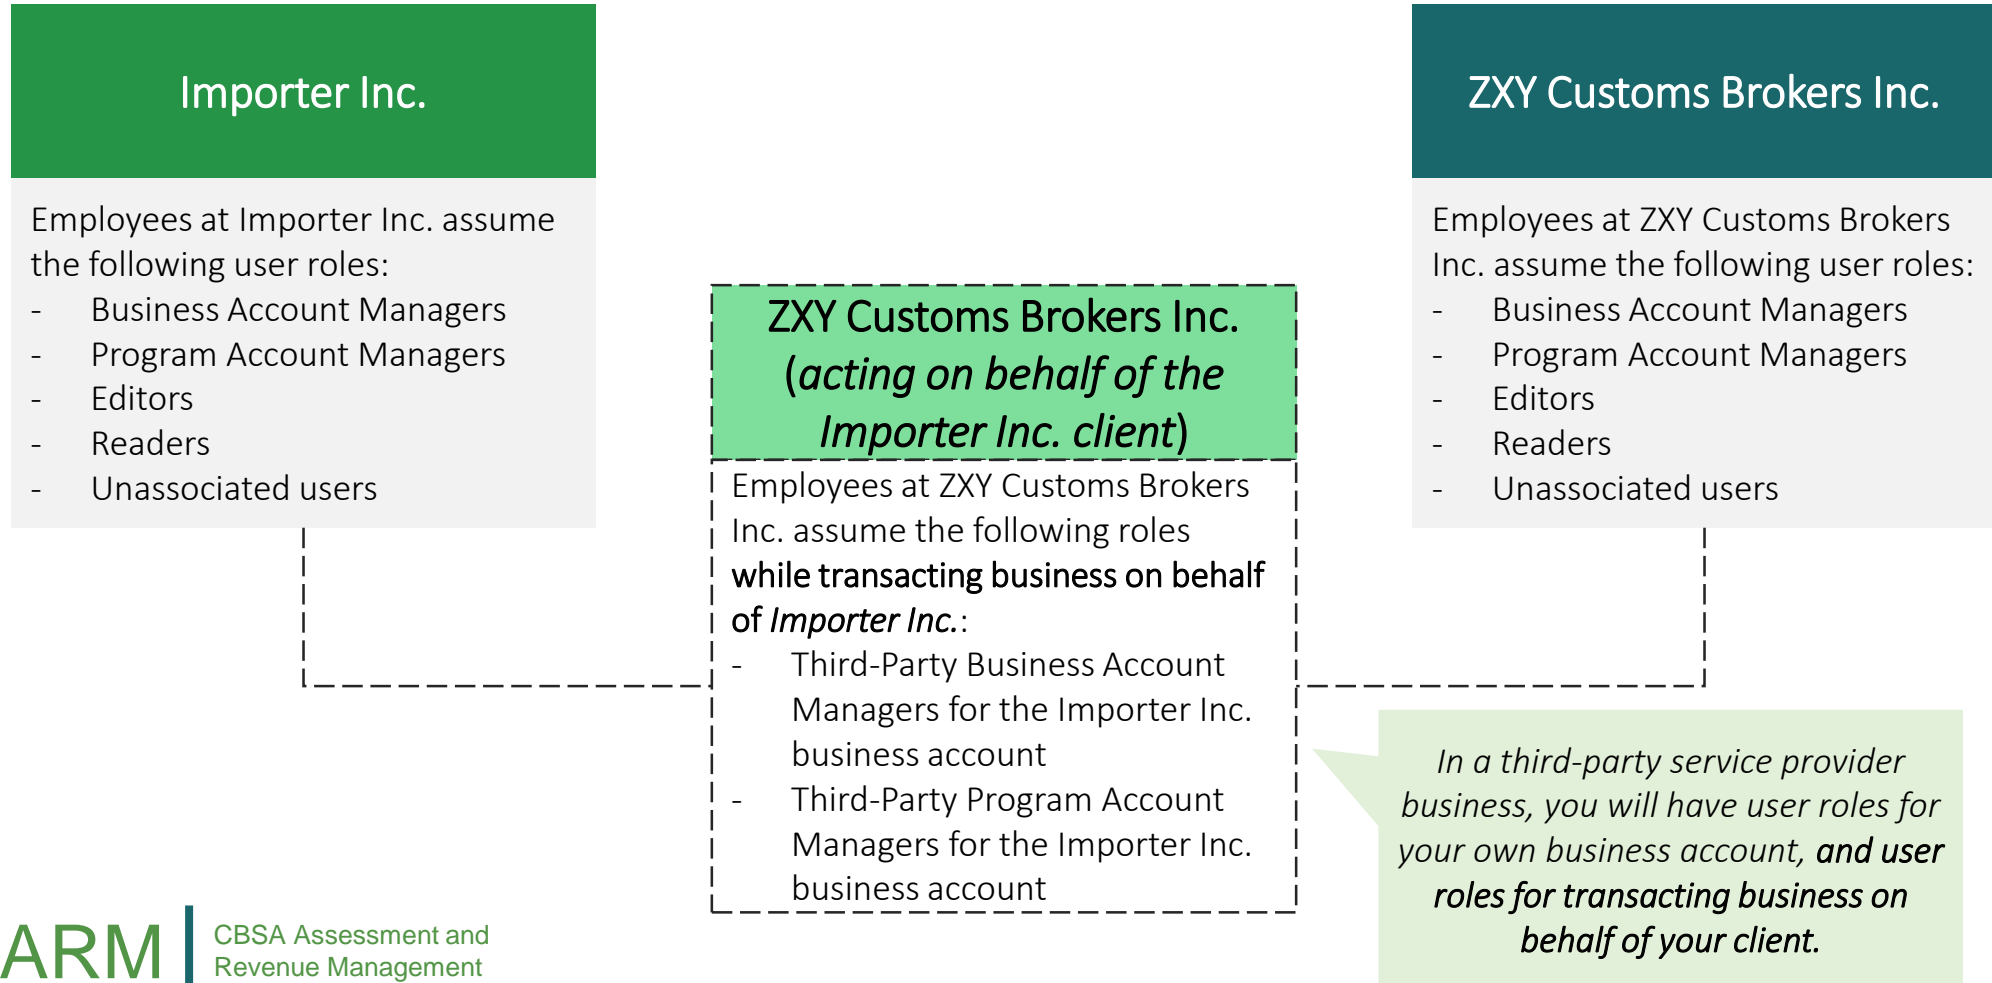 Importer Inc.
Employees at Importer Inc. assume
the following user roles:
- Business Account Managers
- Program Account Managers
- Editors
- Readers
- Unassociated users
ZXY Customs Brokers Inc.
(acting on behalf of the
Importer Inc. client)
Employees at ZXY Customs Brokers
Inc. assume the following roles
while transacting business on behalf
of Importer Inc.:
- Third-Party Business Account
Managers for the Importer Inc.
business account
- Third-Party Program Account
Managers for the Importer Inc.
business account
ZXY Customs Brokers Inc.
Employees at ZXY Customs Brokers
Inc. assume the following user roles:
- Business Account Managers
- Program Account Managers
- Editors
- Readers
- Unassociated users
In a third-party service provider
business, you will have user roles for
your own business account, and user
roles for transacting business on
behalf of your client.
ARM
CBSA Assessment and
Revenue Management